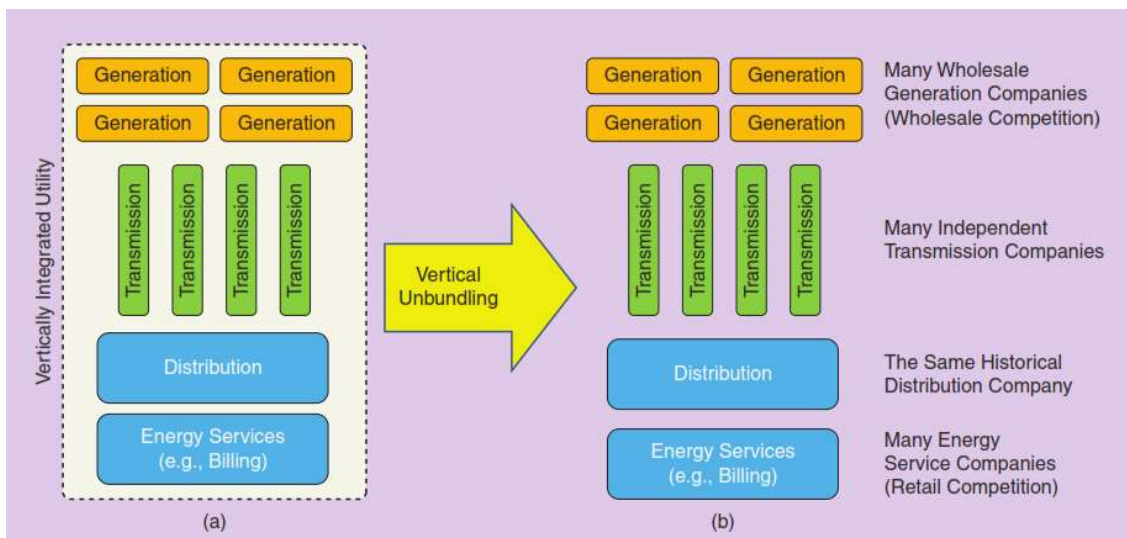 Vertically Integrated Utility
Generation
Generation
Generation
Generation
Transmission
Transmission
Transmission
Transmission
Distribution
Energy Services
(e.g., Billing)
(a)
Vertical
Unbundling
Generation
Generation
Generation
Generation
Many Wholesale
Generation Companies
(Wholesale Competition)
Transmission
Transmission
Transmission
Transmission
Many Independent
Transmission Companies
Distribution
The Same Historical
Distribution Company
Energy Services
(e.g., Billing)
Many Energy
Service Companies
(Retail Competition)
(b)